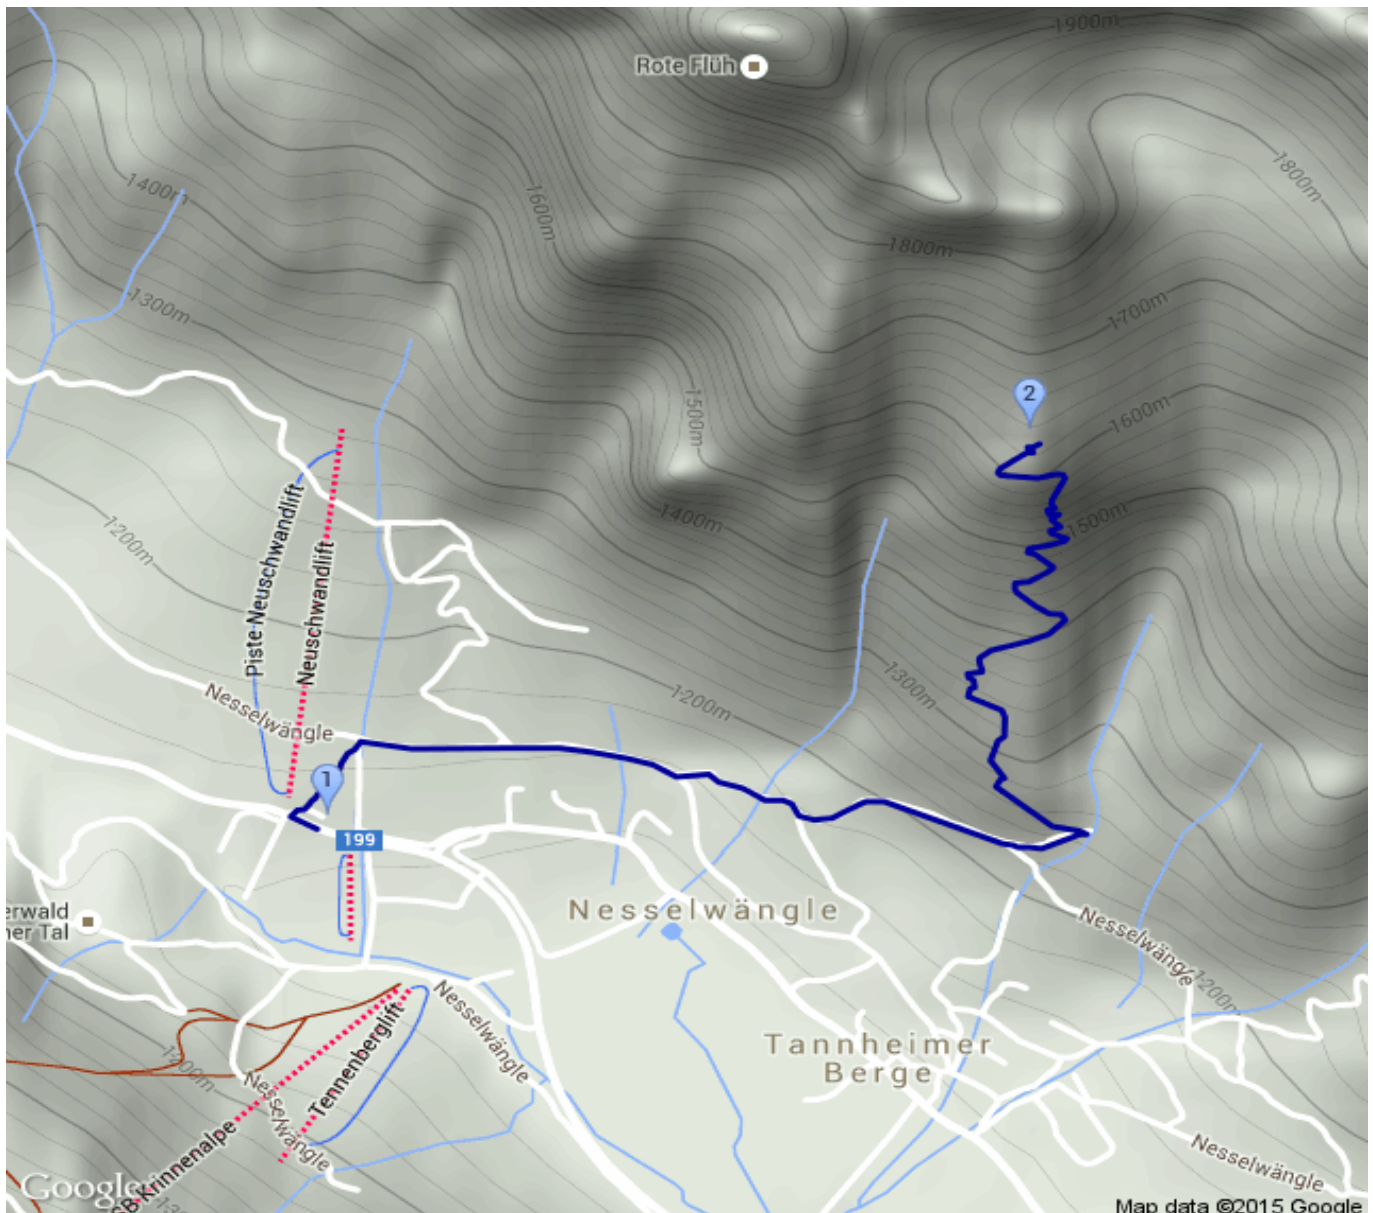 1900m
Rote Flüh
1800m
1400m
1600m
1800m
1300m
1700m
2
1500m
1600m
1400m
1500m
1200m
Piste Neuschwandlift
Neuschwandlift
1300m
1200m
Nesselwängle
1
199
erwald
ner Tal
Nesselwängle
Nesselwängle
1200m
Nesselwängle
Tannheimer
Berge
1200m
Tennenberglift
Nesselwängle
Nesselwängle
SB Krinnenalpe
Google
Map data ©2015 Google